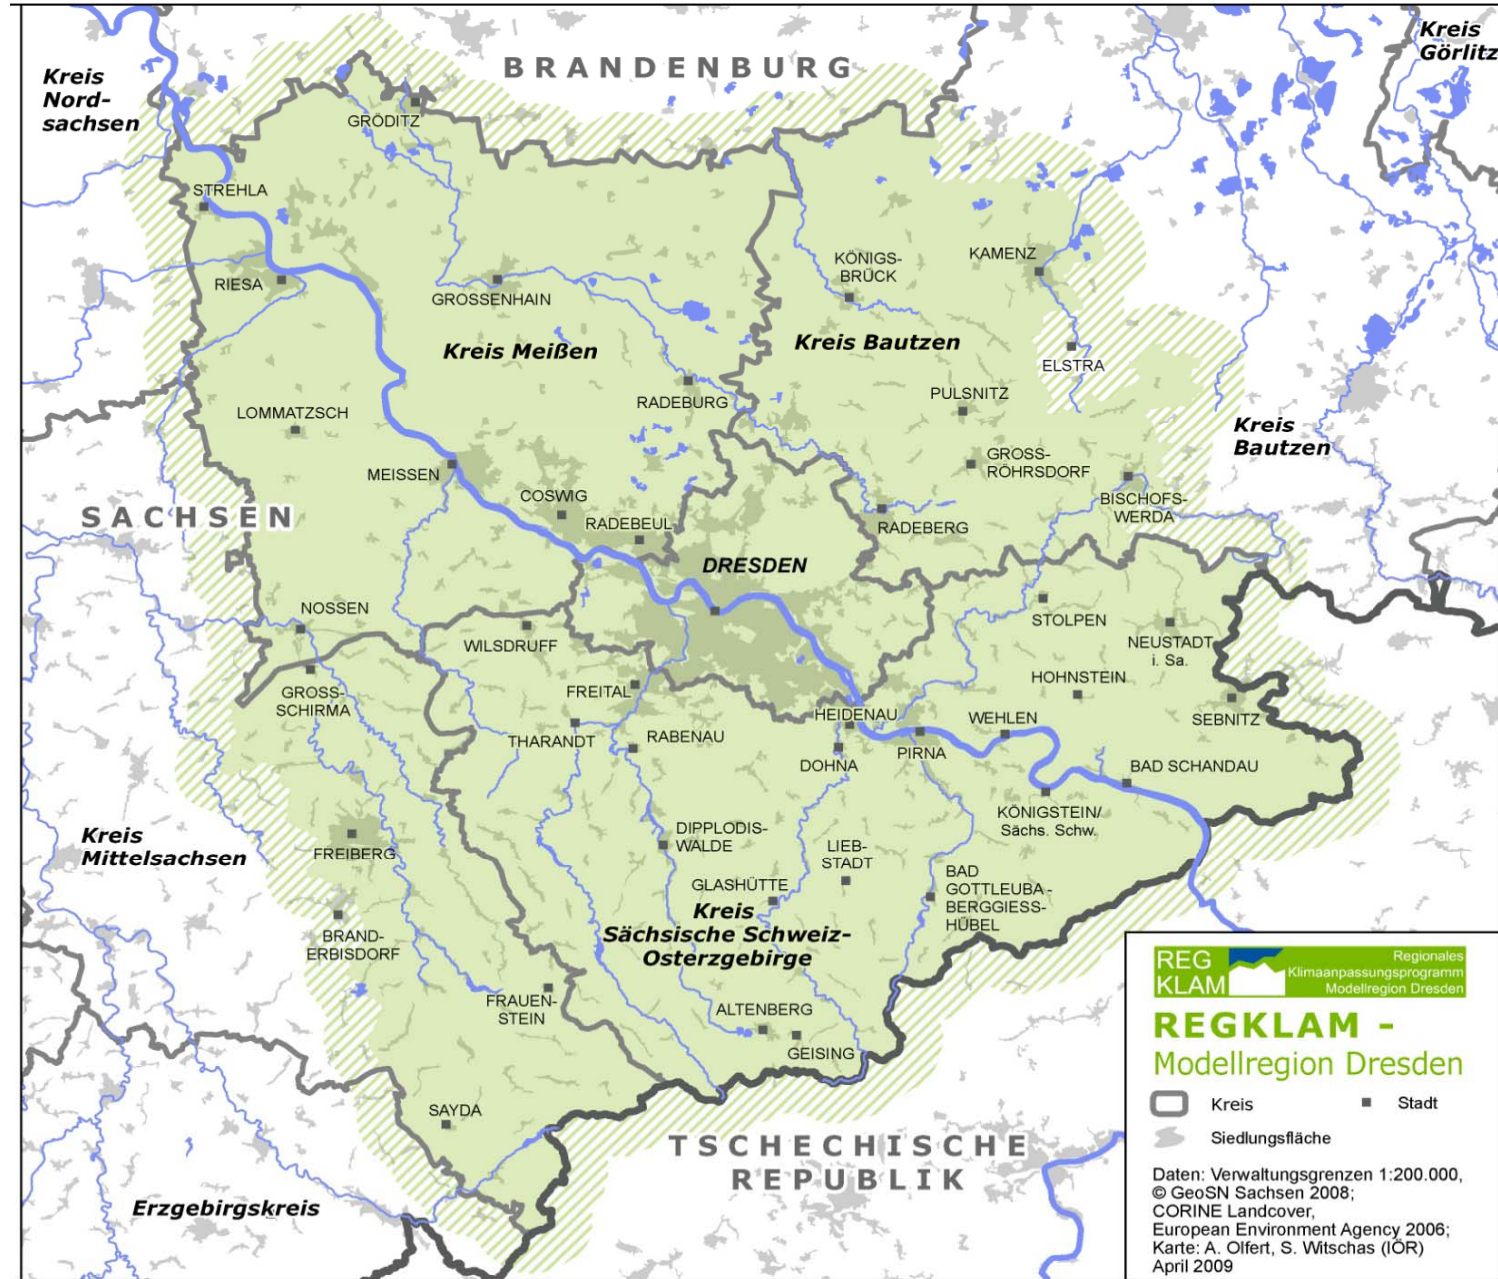 BRANDENBURG
Kreis
Görlitz
Kreis
Nord-
sachsen
GRÖDITZ
STREHLA
RIESA
GROSSENHAIN
KÖNIGS-
BRÜCK
KAMENZ
Kreis Meißen
Kreis Bautzen
ELSTRA
LOMMATZSCH
RADEBURG
PULSNITZ
Kreis
Bautzen
MEISSEN
GROSS-
RÖHRSDORF
COSWIG
RADEBEUL
BISCHOFS-
WERDA
SACHSEN
RADEBERG
DRESDEN
NOSSEN
STOLPEN
WILSDRUFF
NEUSTADT
i. Sa.
GROSS-
SCHIRMA
FREITAL
HOHNSTEIN
HEIDENAU
WEHLEN
SEBNITZ
THARANDT
RABENAU
DOHNA
PIRNA
BAD SCHANDAU
KÖNIGSTEIN/
Sächs. Schw.
Kreis
Mittelsachsen
FREIBERG
DIPPLODIS-
WALDE
LIEB-
STADT
GLASHÜTTE
BAD
GOTTLEUBA -
BERGGIESS-
HÜBEL
Kreis
Sächsische Schweiz-
Osterzgebirge
BRAND-
ERBISDORF
FRAUEN-
STEIN
ALTENBERG
GEISING
SAYDA
TSCHECHISCHE
REPUBLIK
Erzgebirgskreis
REG
KLAM
Regionales
Klimaanpassungsprogramm
Modellregion Dresden
REGKLAM -
Modellregion Dresden
Kreis
Stadt
Siedlungsfläche
Daten: Verwaltungsgrenzen 1:200.000,
© GeoSN Sachsen 2008;
CORINE Landcover,
European Environment Agency 2006;
Karte: A. Olfert, S. Witschas (IÖR)
April 2009